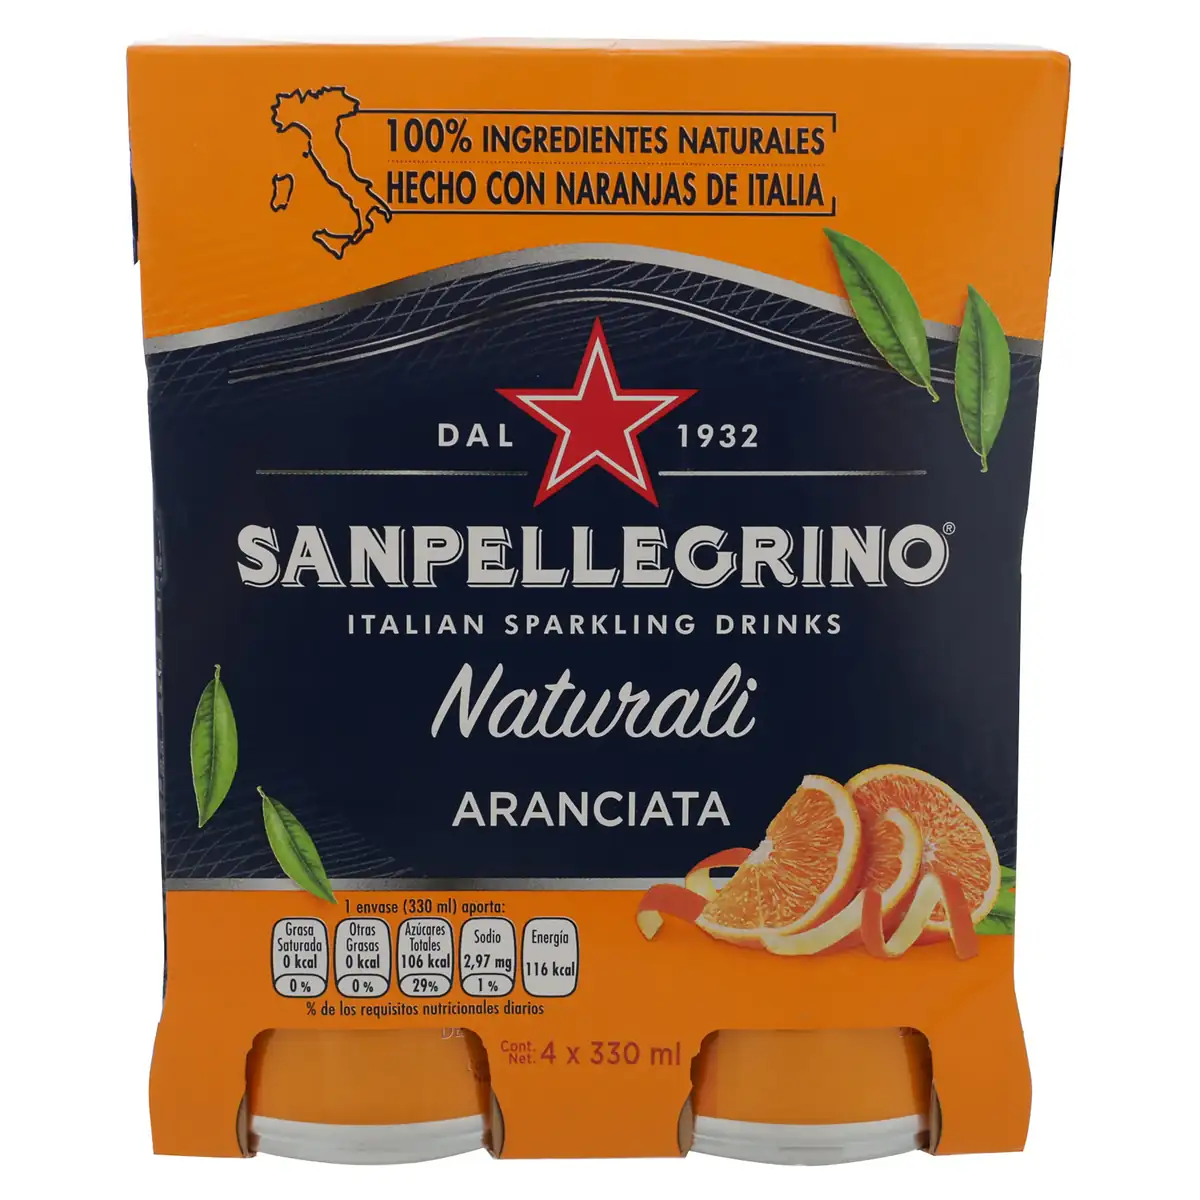 100% INGREDIENTES NATURALES
HECHO CON NARANJAS DE ITALIA
DAL 1932
SANPELLEGRINO®
ITALIAN SPARKLING DRINKS
Naturali
ARANCIATA
1 envase (330 ml) aporta:
Grasa Saturada 0 kcal 0 %
Otras Grasas 0 kcal 0 %
Azúcares Totales 106 kcal 29%
Sodio 2,97 mg 1 %
Energía 116 kcal
% de los requisitos nutricionales diarios
Cont. Net. 4 x 330 ml